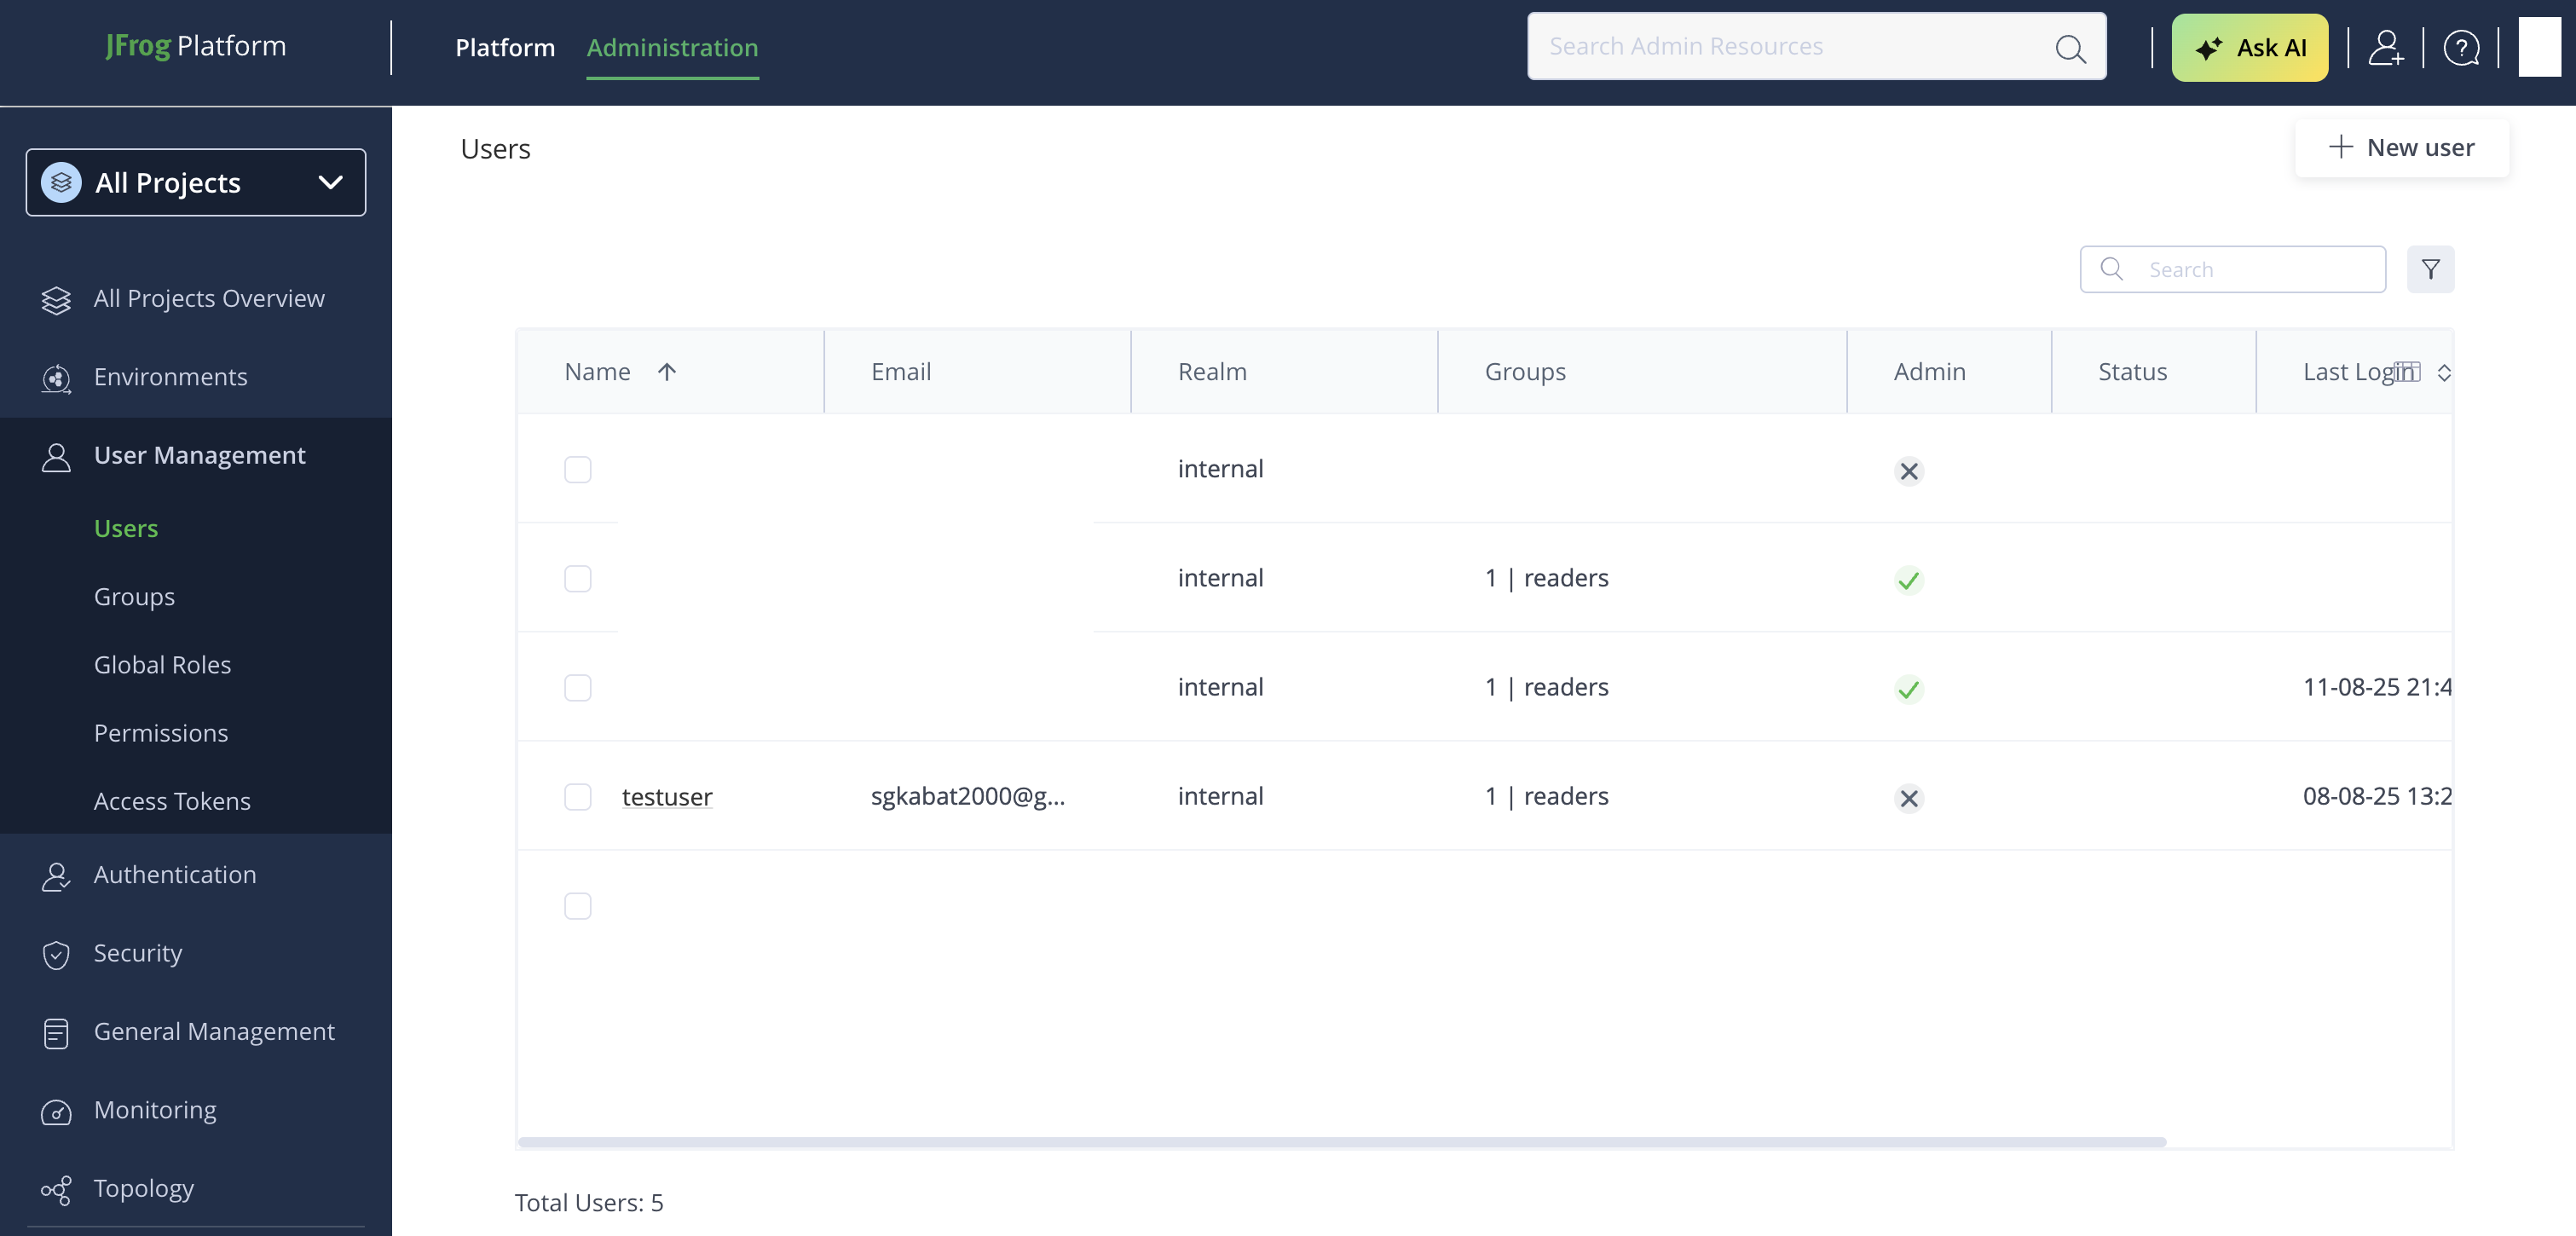 JFrog Platform
Platform
Administration
Search Admin Resources
Ask AI
All Projects
All Projects Overview
Environments
User Management
Users
Groups
Global Roles
Permissions
Access Tokens
Authentication
Security
General Management
Monitoring
Topology
Users
New user
Search
Name Email Realm Groups Admin Status Last Login
internal
internal 1 | readers
internal 1 | readers 11-08-25 21:4
testuser sgkabat2000@g... internal 1 | readers 08-08-25 13:2
Total Users: 5